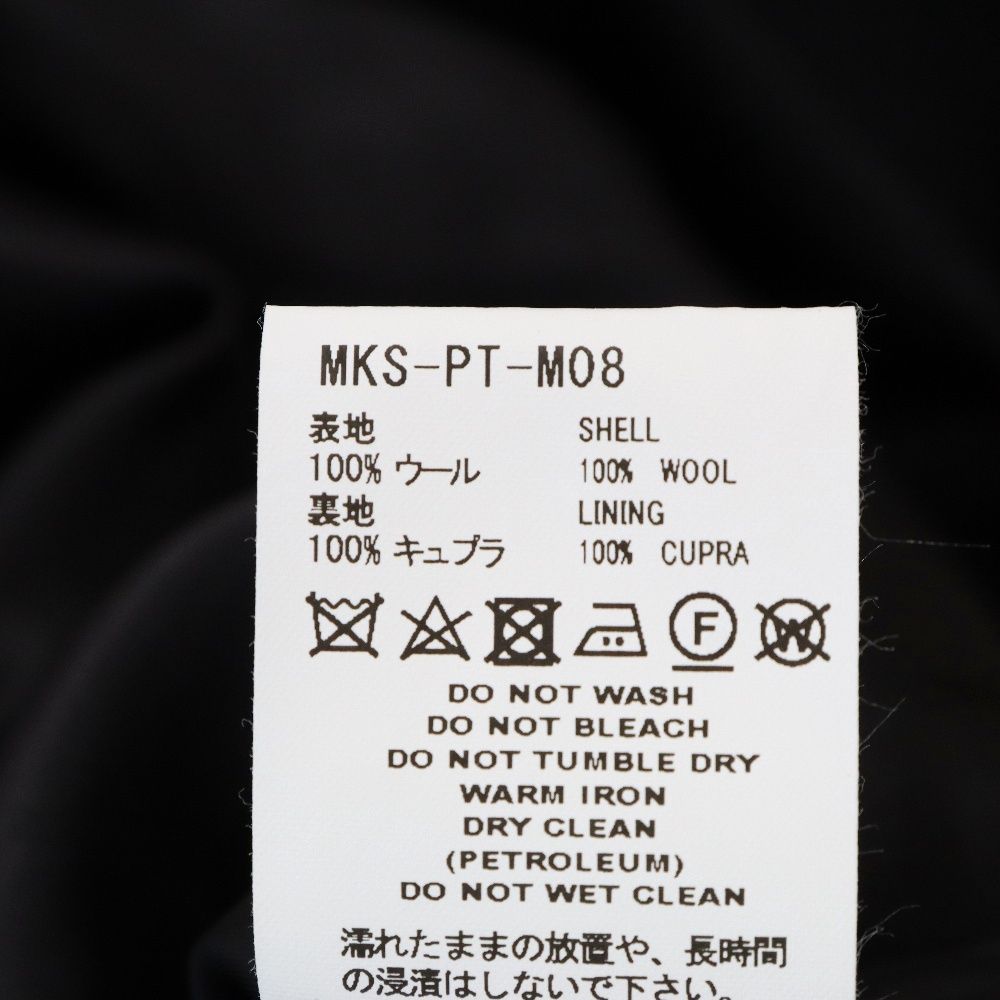 MKS-PT-M08
表地 SHELL
100% ウール 100% WOOL
裏地 LINING
100% キュプラ 100% CUPRA
F W
DO NOT WASH
DO NOT BLEACH
DO NOT TUMBLE DRY
WARM IRON
DRY CLEAN
(PETROLEUM)
DO NOT WET CLEAN
濡れたままの放置や、長時間
の浸漬はしないで下さい。